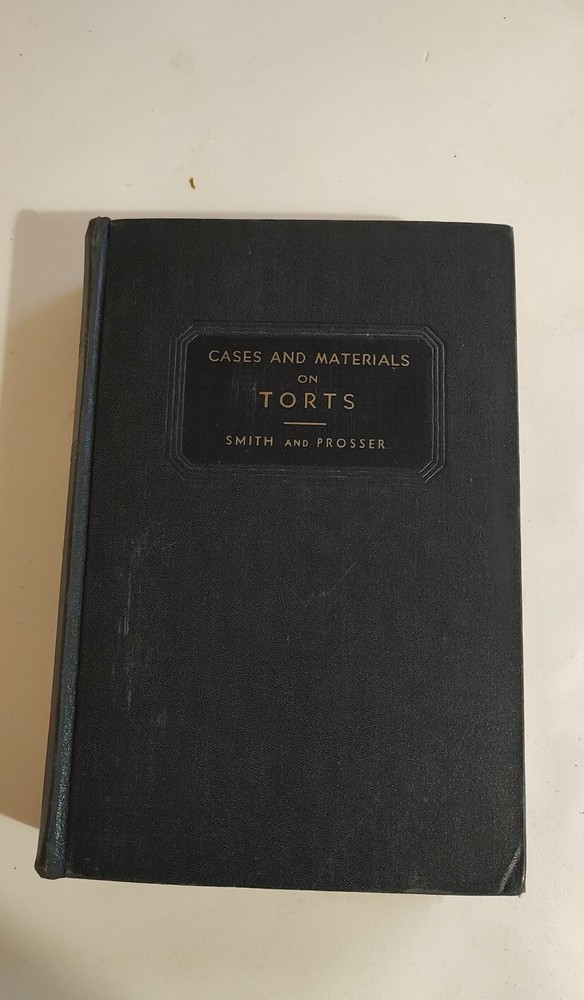 CASES AND MATERIALS
ON
TORTS
SMITH AND PROSSER